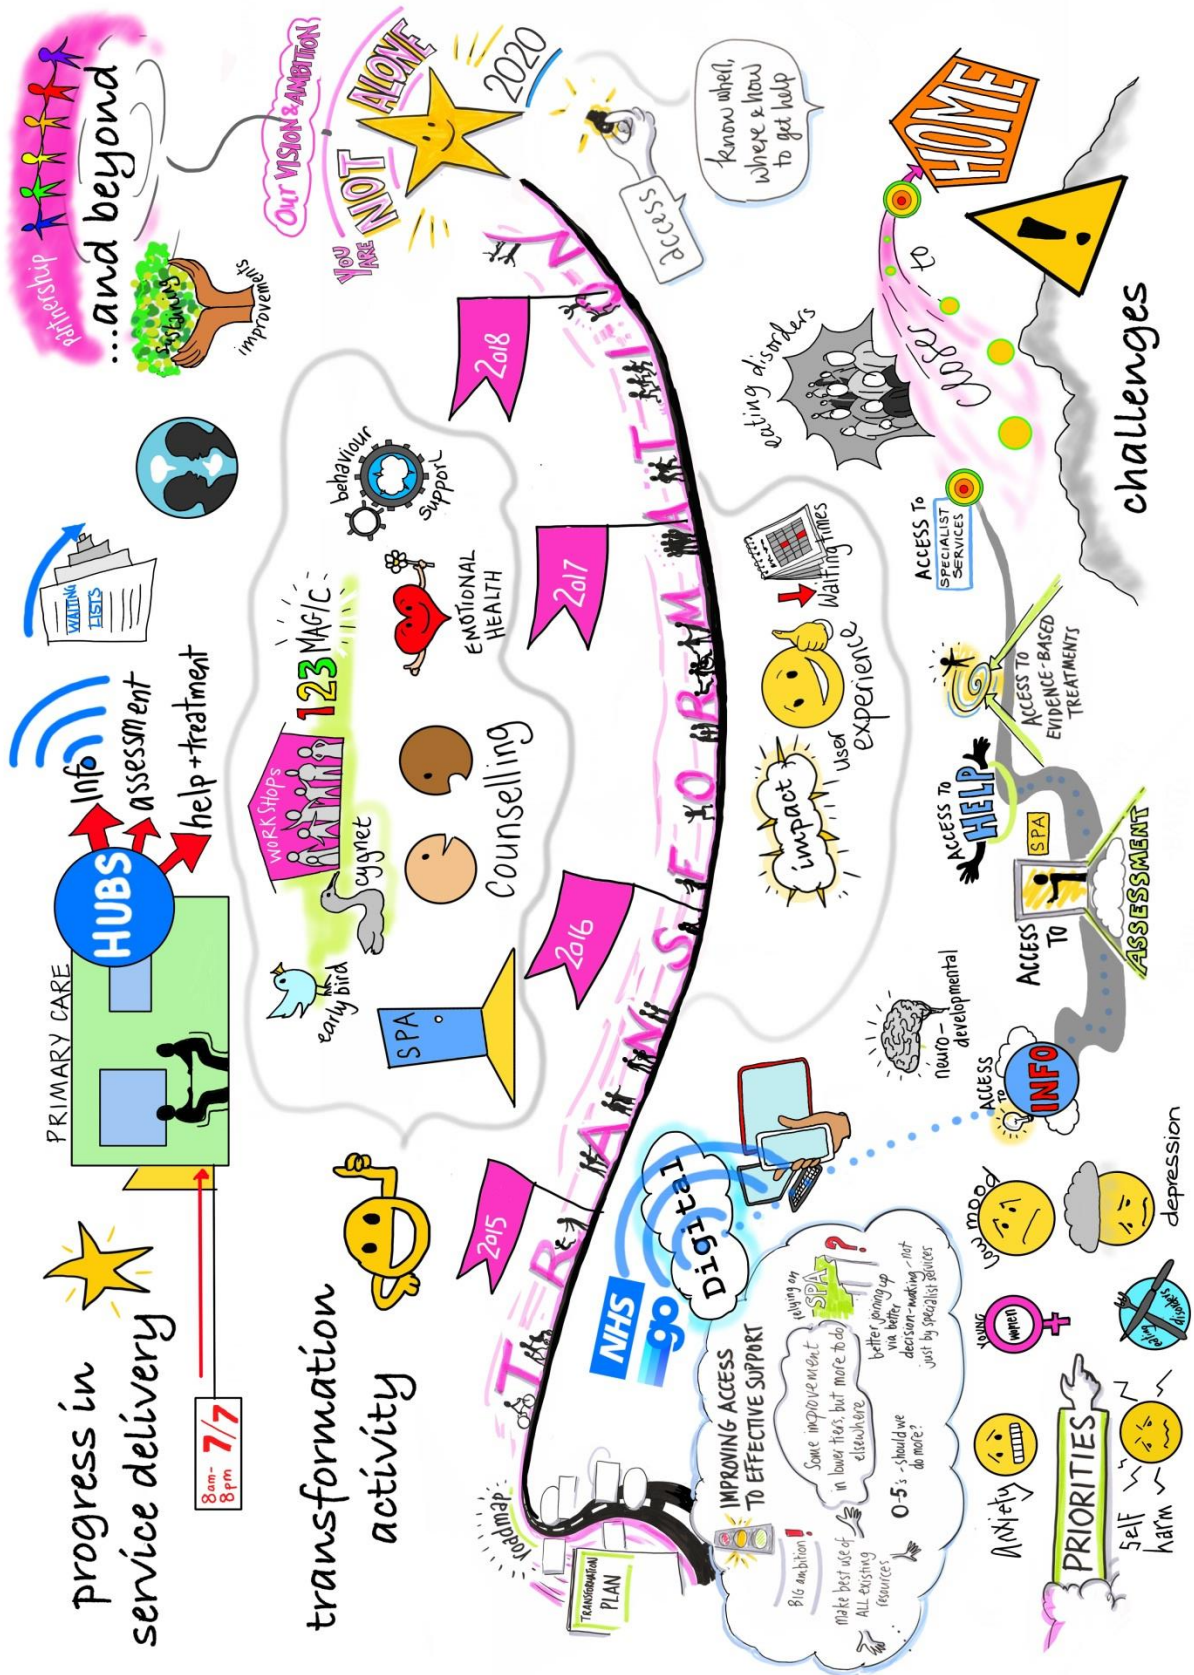 progress in
service delivery
8am-
8pm
7/7
PRIMARY CARE
HUBS
Info
assessment
help+treatment
WAITING
LISTS
Partnership
...and beyond
sustaining
improvements
transformation
activity
SPA
early bird
WORKSHOPS
cygnet
123 MAGIC
Counselling
EMOTIONAL
HEALTH
behaviour
support
OUR VISION & AMBITION
YOU
ARE
NOT
ALONE
2020
2015
2016
2017
2018
TRANSFORMATION
roadmap
TRANSFORMATION
PLAN
NHS
go
Digital
impact
user
experience
waiting times
access
know when,
where & how
to get help
IMPROVING ACCESS
TO EFFECTIVE SUPPORT
BIG ambition!
make best use of
ALL existing
resources
Some improvement
in lower tiers, but more to do
elsewhere
0-5's - should we
do more?
relying on
SPA
?
better joining up
via better
decision-making - not
just by specialist services
PRIORITIES
anxiety
self
harm
YOUNG
women
eating
disorders
low mood
depression
neuro-
developmental
ACCESS
TO
INFO
ACCESS
TO
SPA
ASSESSMENT
ACCESS TO
HELP
ACCESS TO
EVIDENCE-BASED
TREATMENTS
ACCESS TO
SPECIALIST
SERVICES
eating disorders
closer to
HOME
!
challenges